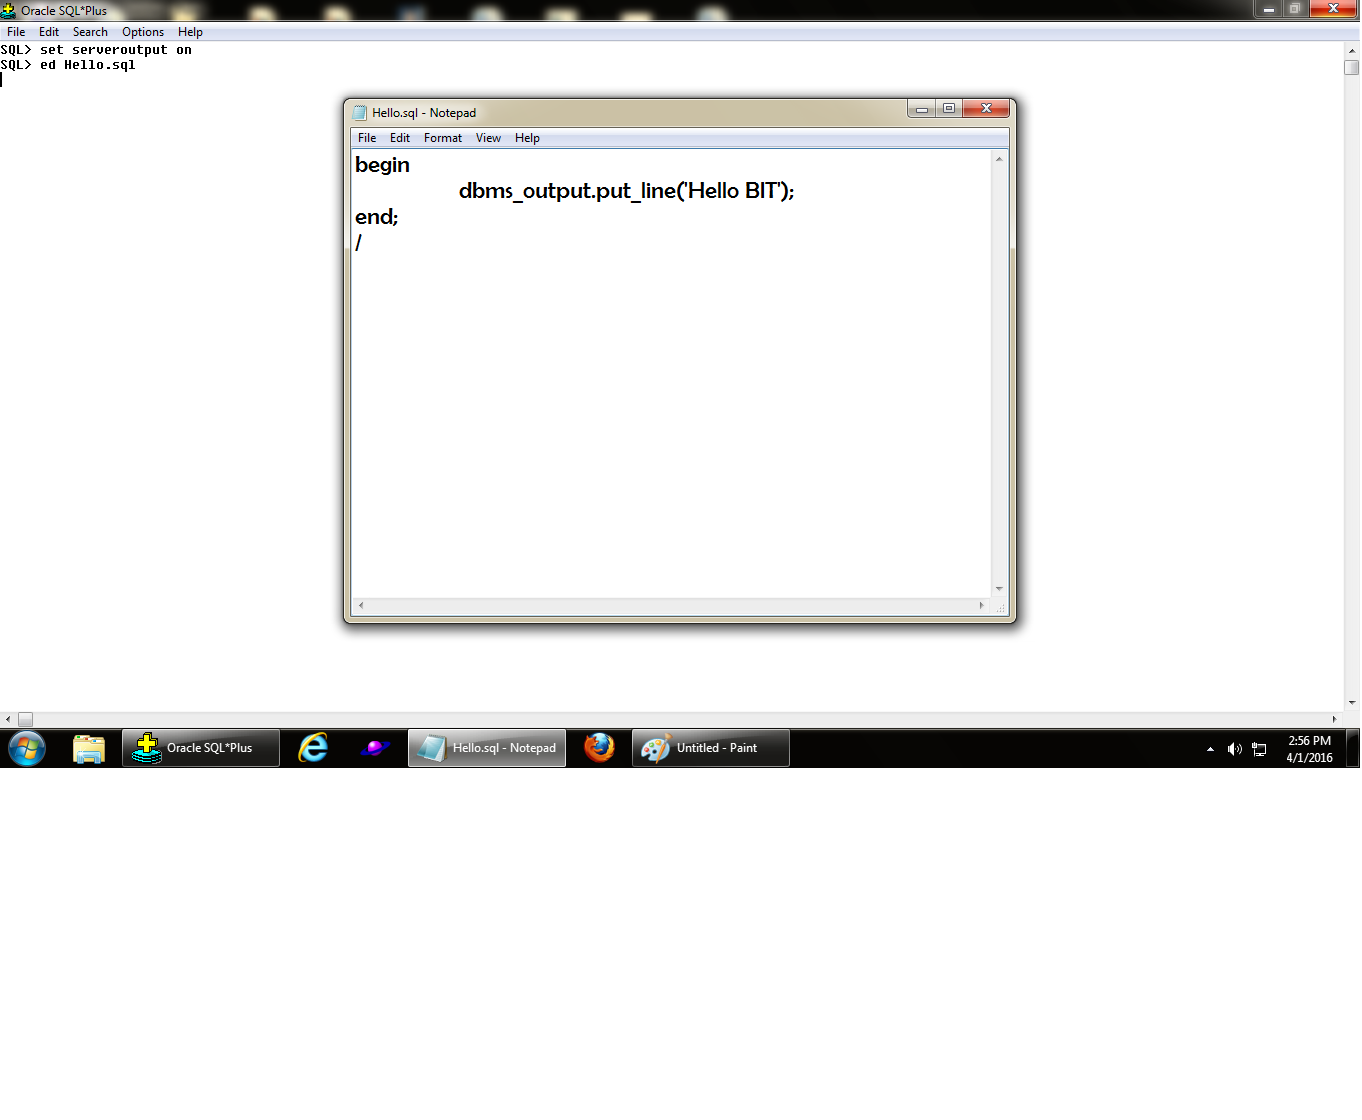 Oracle SQL*Plus
File Edit Search Options Help
SQL> set serveroutput on
SQL> ed Hello.sql
Hello.sql - Notepad
File Edit Format View Help
begin
dbms_output.put_line('Hello BIT');
end;
/
Oracle SQL*Plus
Hello.sql - Notepad
Untitled - Paint
2:56 PM
4/1/2016